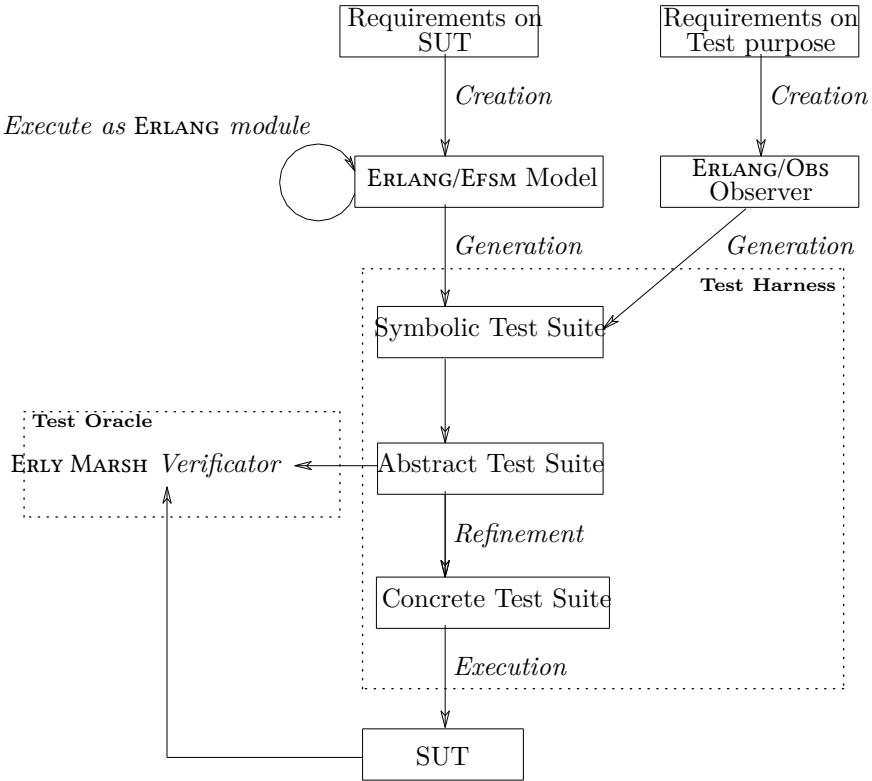 Requirements on
SUT
Requirements on
Test purpose
Creation
Creation
Execute as ERLANG module
ERLANG/EFSM Model
ERLANG/OBS
Observer
Generation
Generation
Test Harness
Symbolic Test Suite
Test Oracle
ERLY MARSH Verificator
Abstract Test Suite
Refinement
Concrete Test Suite
Execution
SUT